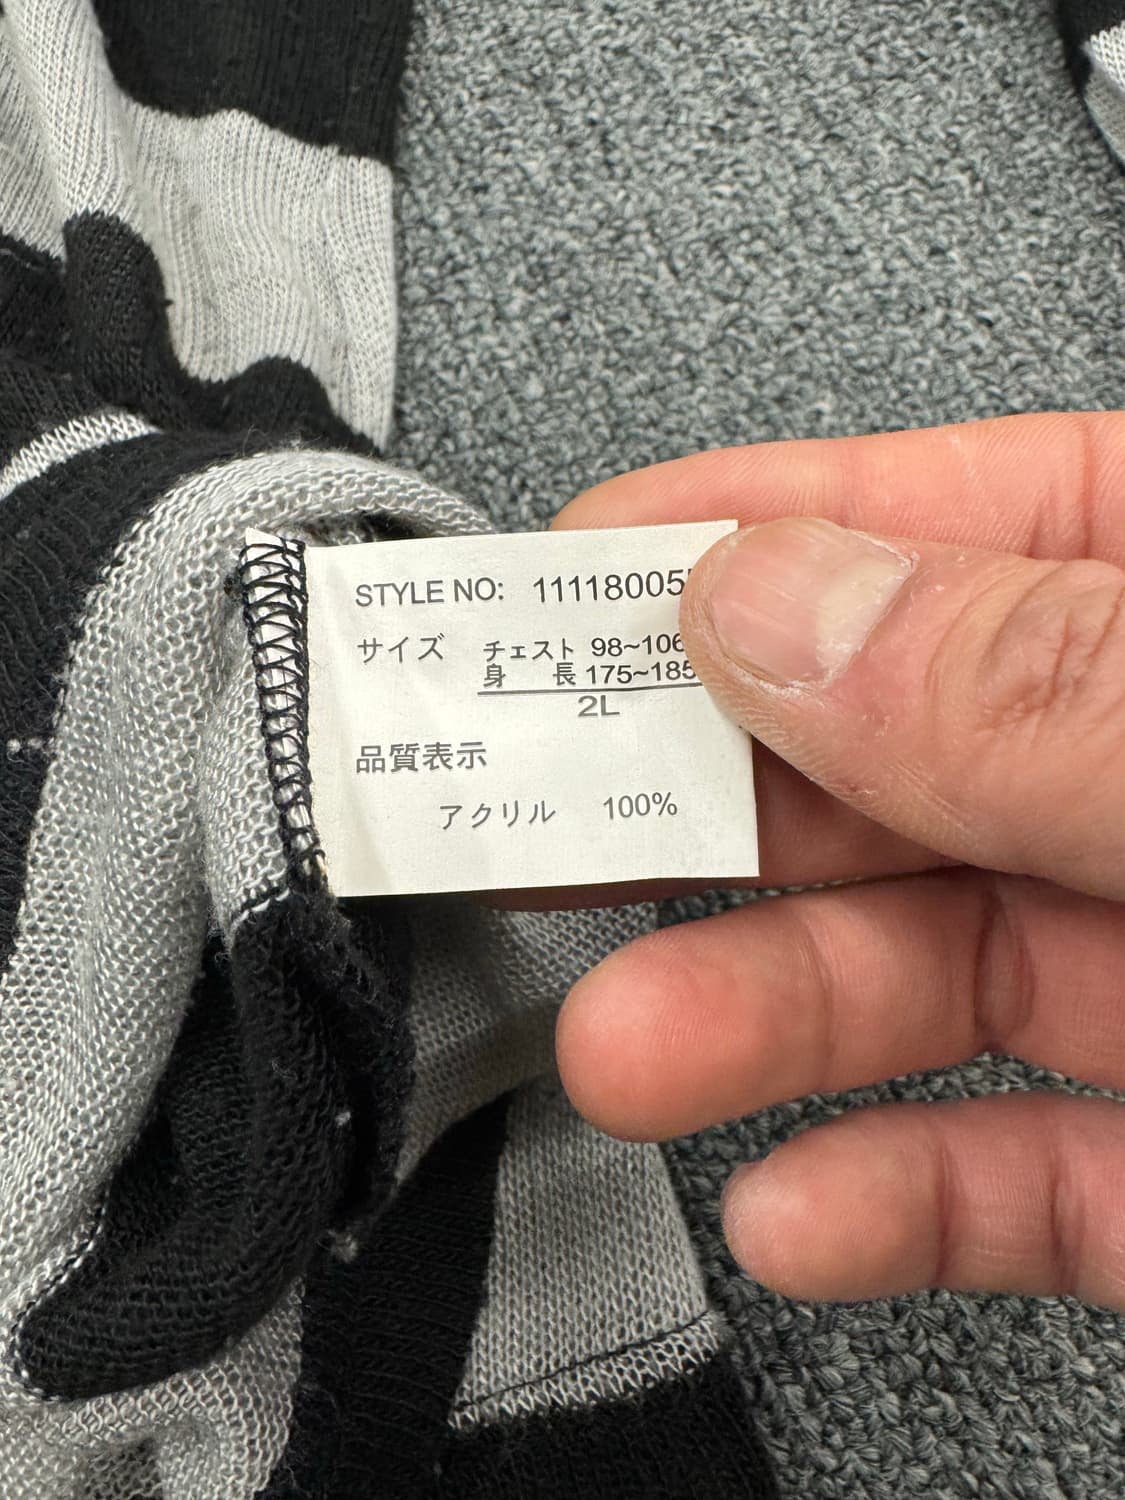 STYLE NO: 11118005
サイズ チェスト 98~106
身 長 175~185
2L
品質表示
アクリル 100%